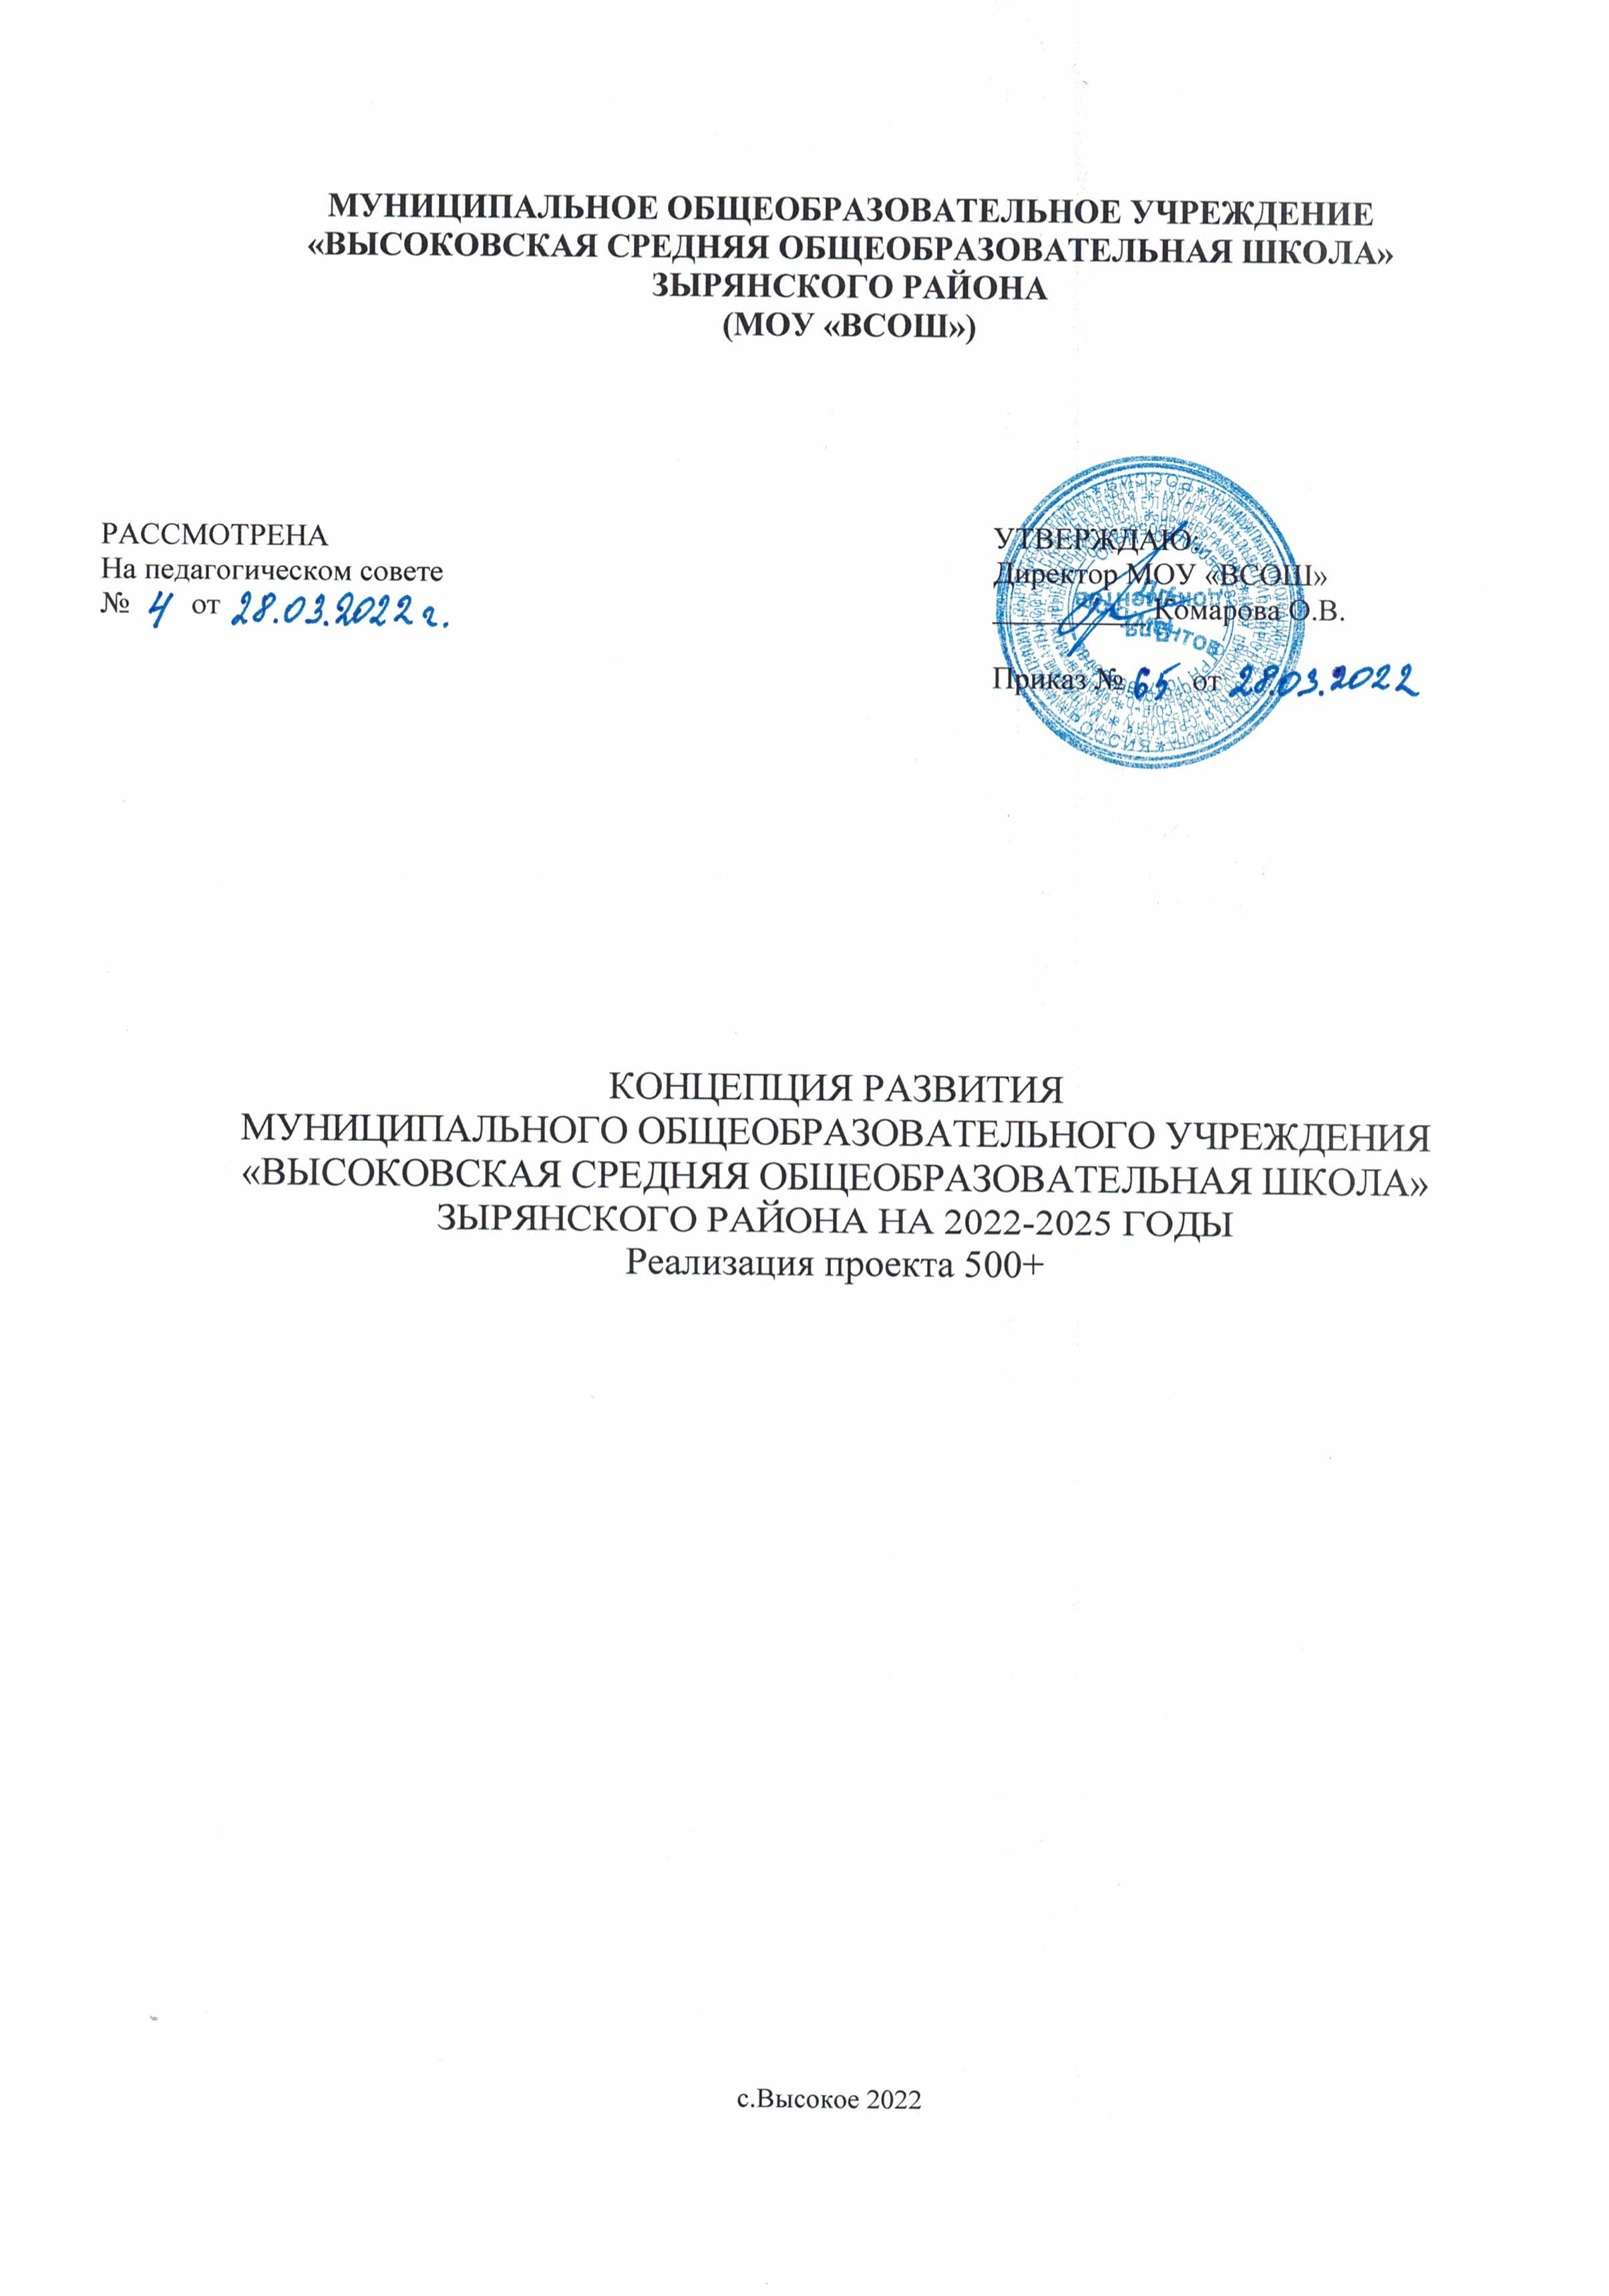 МУНИЦИПАЛЬНОЕ ОБЩЕОБРАЗОВАТЕЛЬНОЕ УЧРЕЖДЕНИЕ
«ВЫСОКОВСКАЯ СРЕДНЯЯ ОБЩЕОБРАЗОВАТЕЛЬНАЯ ШКОЛА»
ЗЫРЯНСКОГО РАЙОНА
(МОУ «ВСОШ»)
РАССМОТРЕНА
На педагогическом совете
№ 4 от 28.03.2022 г.
УТВЕРЖДАЮ:
Директор МОУ «ВСОШ»
__________ Комарова О.В.
Приказ № 65 от 28.03.2022
КОНЦЕПЦИЯ РАЗВИТИЯ
МУНИЦИПАЛЬНОГО ОБЩЕОБРАЗОВАТЕЛЬНОГО УЧРЕЖДЕНИЯ
«ВЫСОКОВСКАЯ СРЕДНЯЯ ОБЩЕОБРАЗОВАТЕЛЬНАЯ ШКОЛА»
ЗЫРЯНСКОГО РАЙОНА НА 2022-2025 ГОДЫ
Реализация проекта 500+
с.Высокое 2022